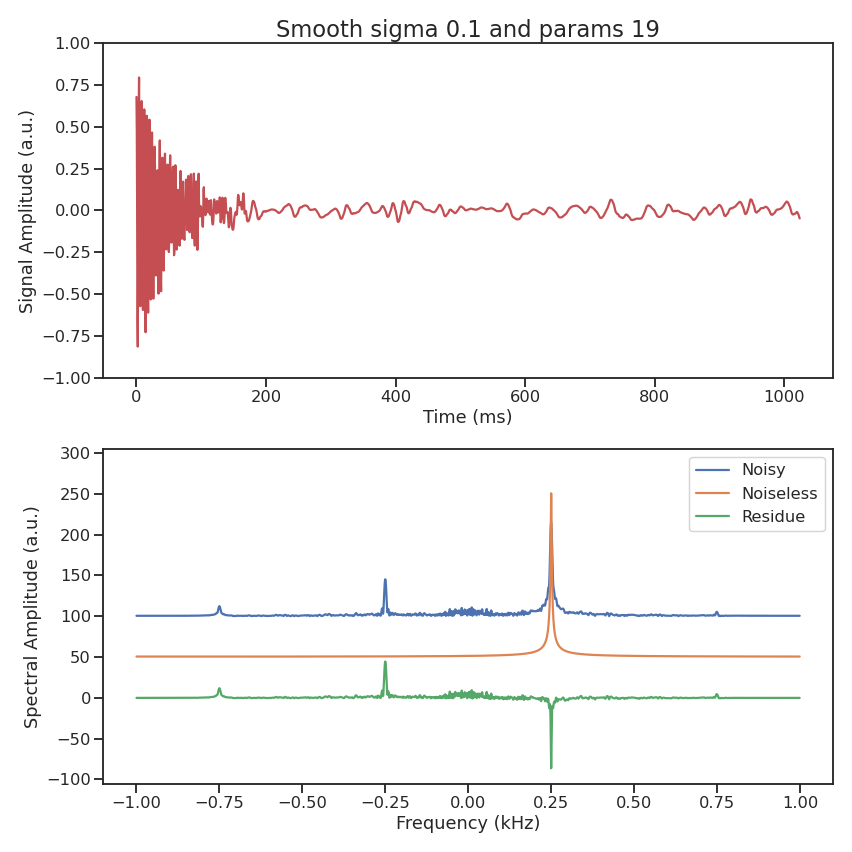 Smooth sigma 0.1 and params 19
1.00
0.75
0.50
0.25
0.00
−0.25
−0.50
−0.75
−1.00
Signal Amplitude (a.u.)
0 200 400 600 800 1000
Time (ms)
300
250
200
150
100
50
0
−50
−100
Spectral Amplitude (a.u.)
Noisy
Noiseless
Residue
−1.00 −0.75 −0.50 −0.25 0.00 0.25 0.50 0.75 1.00
Frequency (kHz)